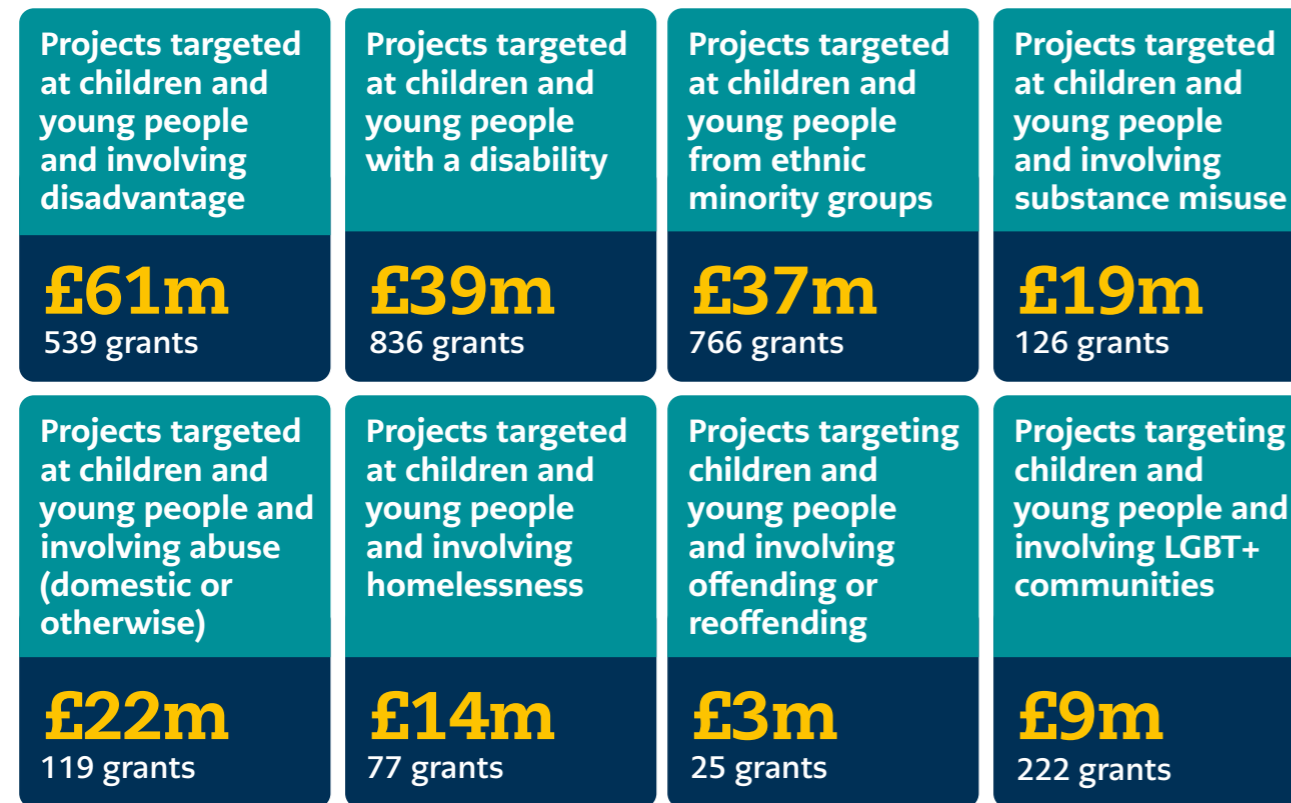 Projects targeted
at children and
young people
and involving
disadvantage
£61m
539 grants
Projects targeted
at children and
young people
with a disability
£39m
836 grants
Projects targeted
at children and
young people
from ethnic
minority groups
£37m
766 grants
Projects targeted
at children and
young people
and involving
substance misuse
£19m
126 grants
Projects targeted
at children and
young people and
involving abuse
(domestic or
otherwise)
£22m
119 grants
Projects targeted
at children and
young people
and involving
homelessness
£14m
77 grants
Projects targeting
children and
young people
and involving
offending or
reoffending
£3m
25 grants
Projects targeting
children and
young people and
involving LGBT+
communities
£9m
222 grants